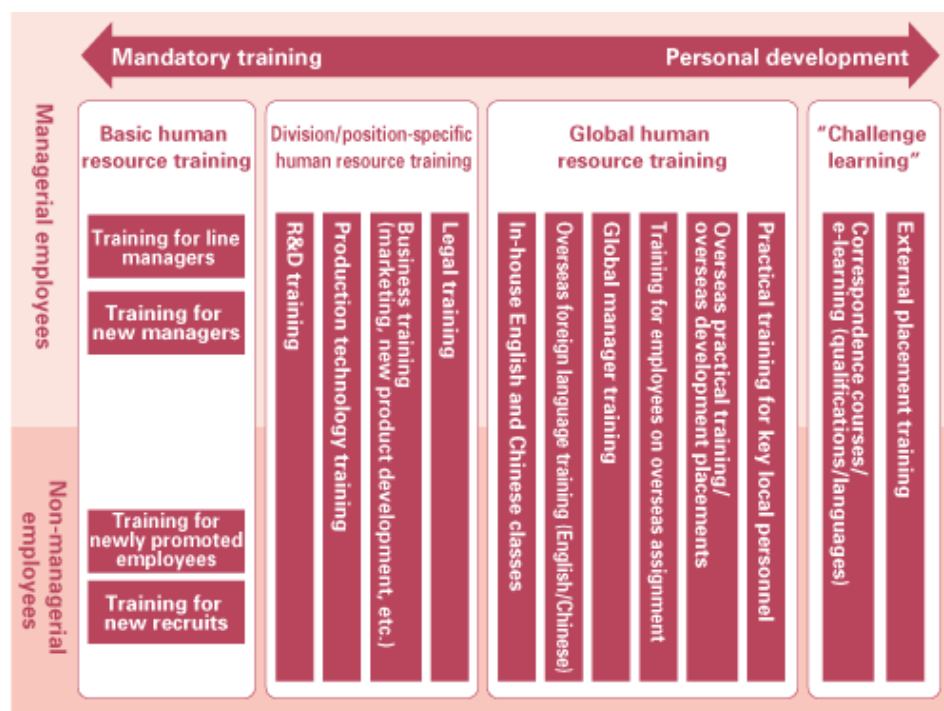 Mandatory training
Personal development
Managerial employees
Non-managerial
employees
Basic human
resource training
Training for line
managers
Training for
new managers
Training for
newly promoted
employees
Training for
new recruits
Division/position-specific
human resource training
R&D training
Production technology training
Business training
(marketing, new product development, etc.)
Legal training
Global human
resource training
In-house English and Chinese classes
Overseas foreign language training (English/Chinese)
Global manager training
Training for employees on overseas assignment
Overseas practical training/
overseas development placements
Practical training for key local personnel
"Challenge
learning"
Correspondence courses/
e-learning (qualifications/languages)
External placement training